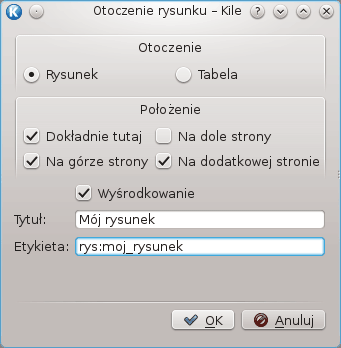 Otoczenie rysunku – Kile
Otoczenie
Rysunek Tabela
Położenie
Dokładnie tutaj Na dole strony
Na górze strony Na dodatkowej stronie
Wyśrodkowanie
Tytuł: Mój rysunek
Etykieta: rys:moj_rysunek
OK Anuluj